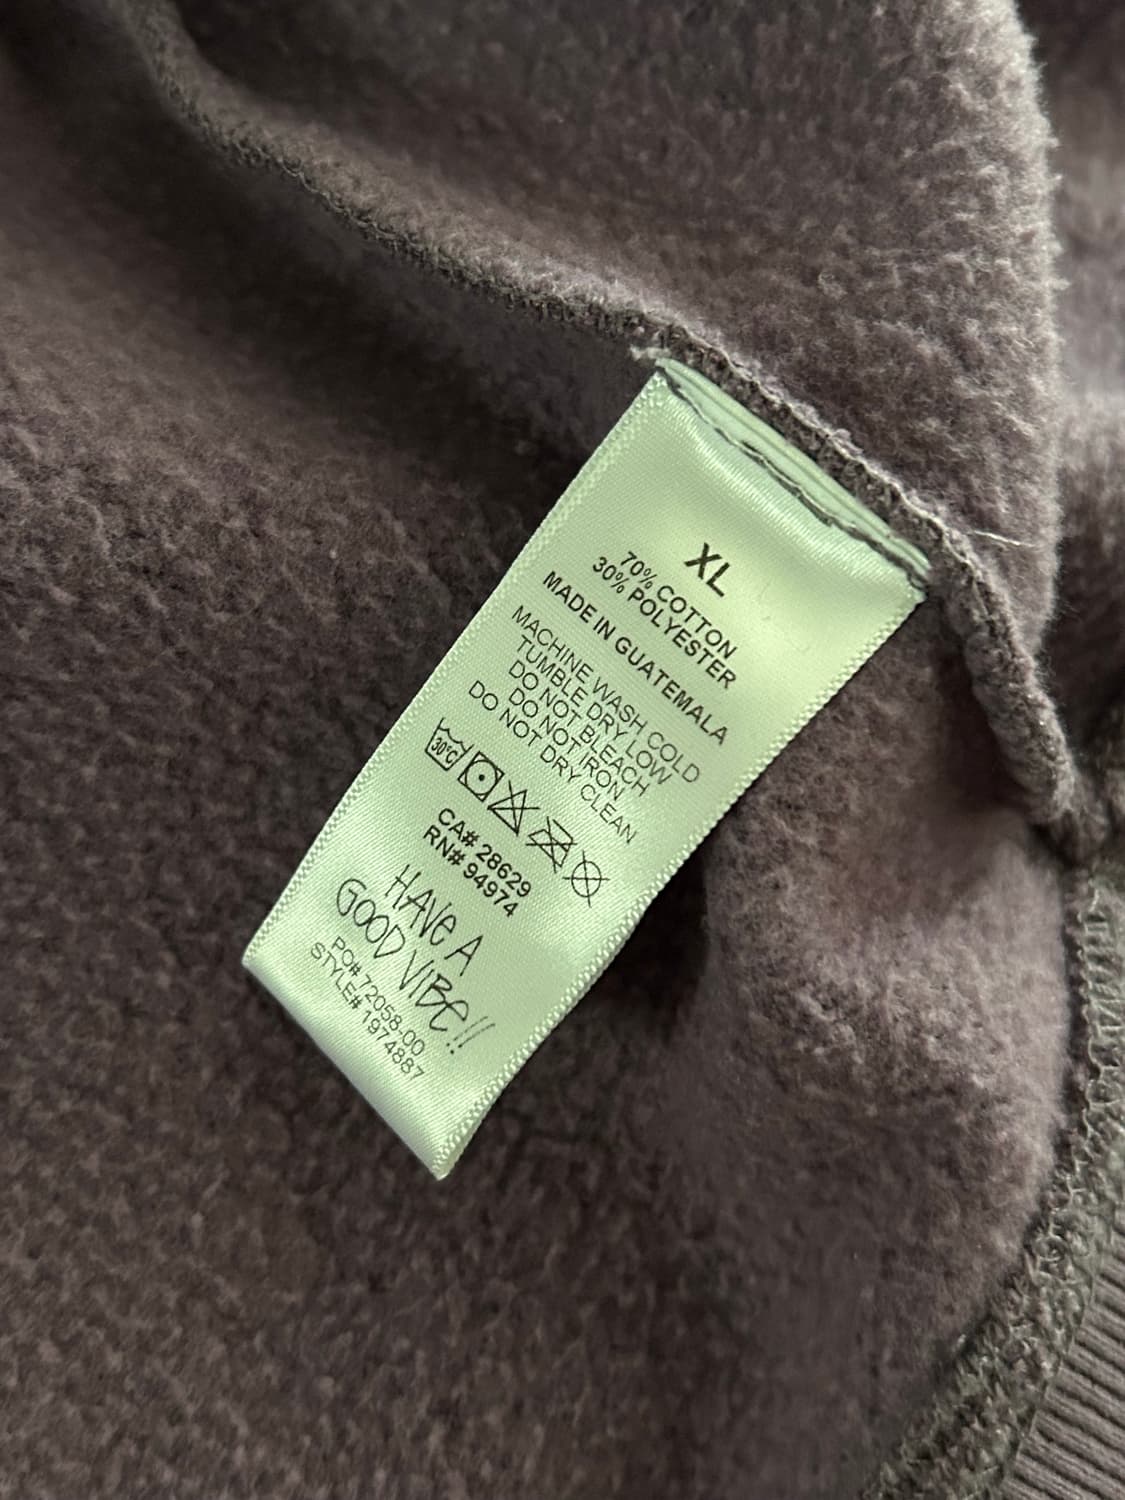 XL
70% COTTON
30% POLYESTER
MADE IN GUATEMALA
MACHINE WASH COLD
TUMBLE DRY LOW
DO NOT BLEACH
DO NOT IRON
DO NOT DRY CLEAN
30°C
CA# 28629
RN# 94974
HAVE A
GOOD VIBE!!
PO# 72058.00
STYLE# 1974887